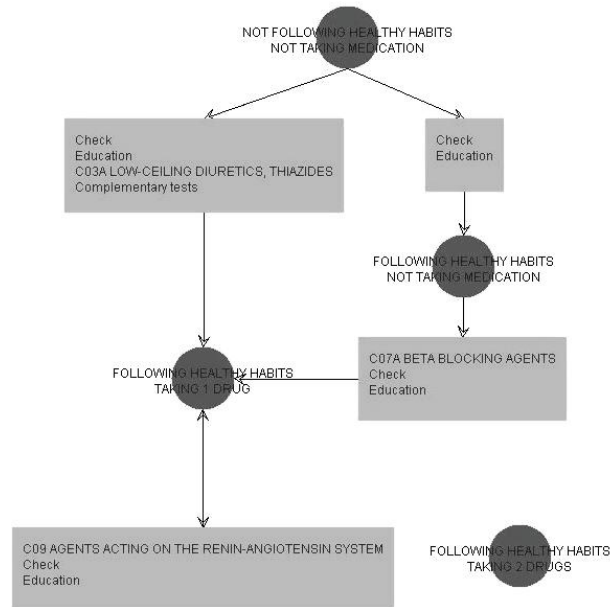 NOT FOLLOWING HEALTHY HABITS
NOT TAKING MEDICATION
Check
Education
C03A LOW-CEILING DIURETICS, THIAZIDES
Complementary tests
Check
Education
FOLLOWING HEALTHY HABITS
NOT TAKING MEDICATION
C07A BETA BLOCKING AGENTS
Check
Education
FOLLOWING HEALTHY HABITS
TAKING 1 DRUG
C09 AGENTS ACTING ON THE RENIN-ANGIOTENSIN SYSTEM
Check
Education
FOLLOWING HEALTHY HABITS
TAKING 2 DRUGS